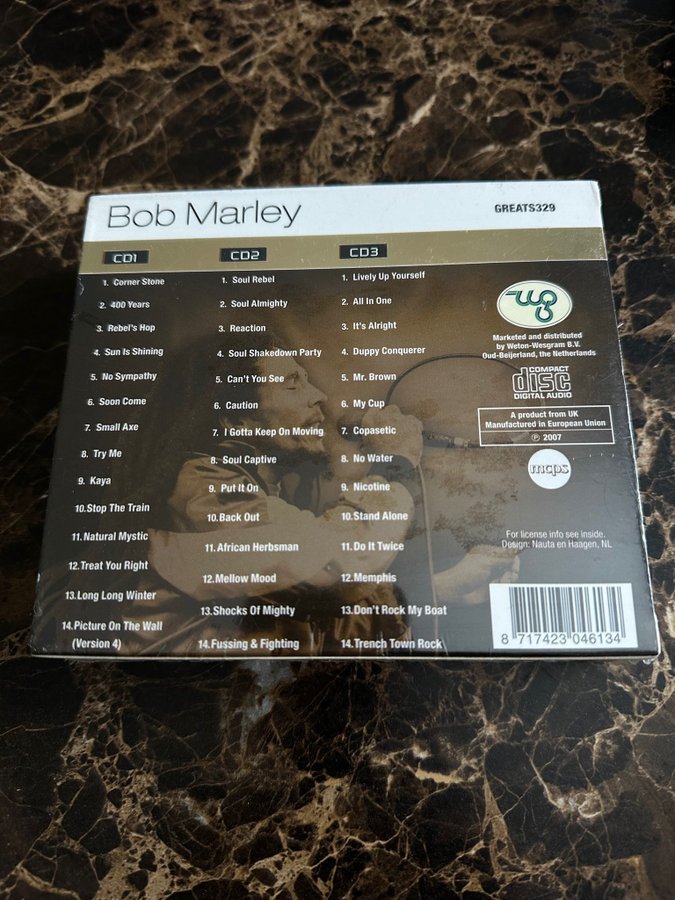 Bob Marley
GREATS329
CD1
1. Corner Stone
2. 400 Years
3. Rebel's Hop
4. Sun Is Shining
5. No Sympathy
6. Soon Come
7. Small Axe
8. Try Me
9. Kaya
10.Stop The Train
11.Natural Mystic
12.Treat You Right
13.Long Long Winter
14.Picture On The Wall
(Version 4)
CD2
1. Soul Rebel
2. Soul Almighty
3. Reaction
4. Soul Shakedown Party
5. Can't You See
6. Caution
7. I Gotta Keep On Moving
8. Soul Captive
9. Put It On
10.Back Out
11.African Herbsman
12.Mellow Mood
13.Shocks Of Mighty
14.Fussing & Fighting
CD3
1. Lively Up Yourself
2. All In One
3. It's Alright
4. Duppy Conquerer
5. Mr. Brown
6. My Cup
7. Copasetic
8. No Water
9. Nicotine
10.Stand Alone
11.Do It Twice
12.Memphis
13.Don't Rock My Boat
14.Trench Town Rock
wg
Marketed and distributed
by Weton-Wesgram B.V.
Oud-Beijerland, the Netherlands
COMPACT
disc
DIGITAL AUDIO
A product from UK
Manufactured in European Union
℗ 2007
mcps
For license info see inside.
Design: Nauta en Haagen, NL
8 717423 046134